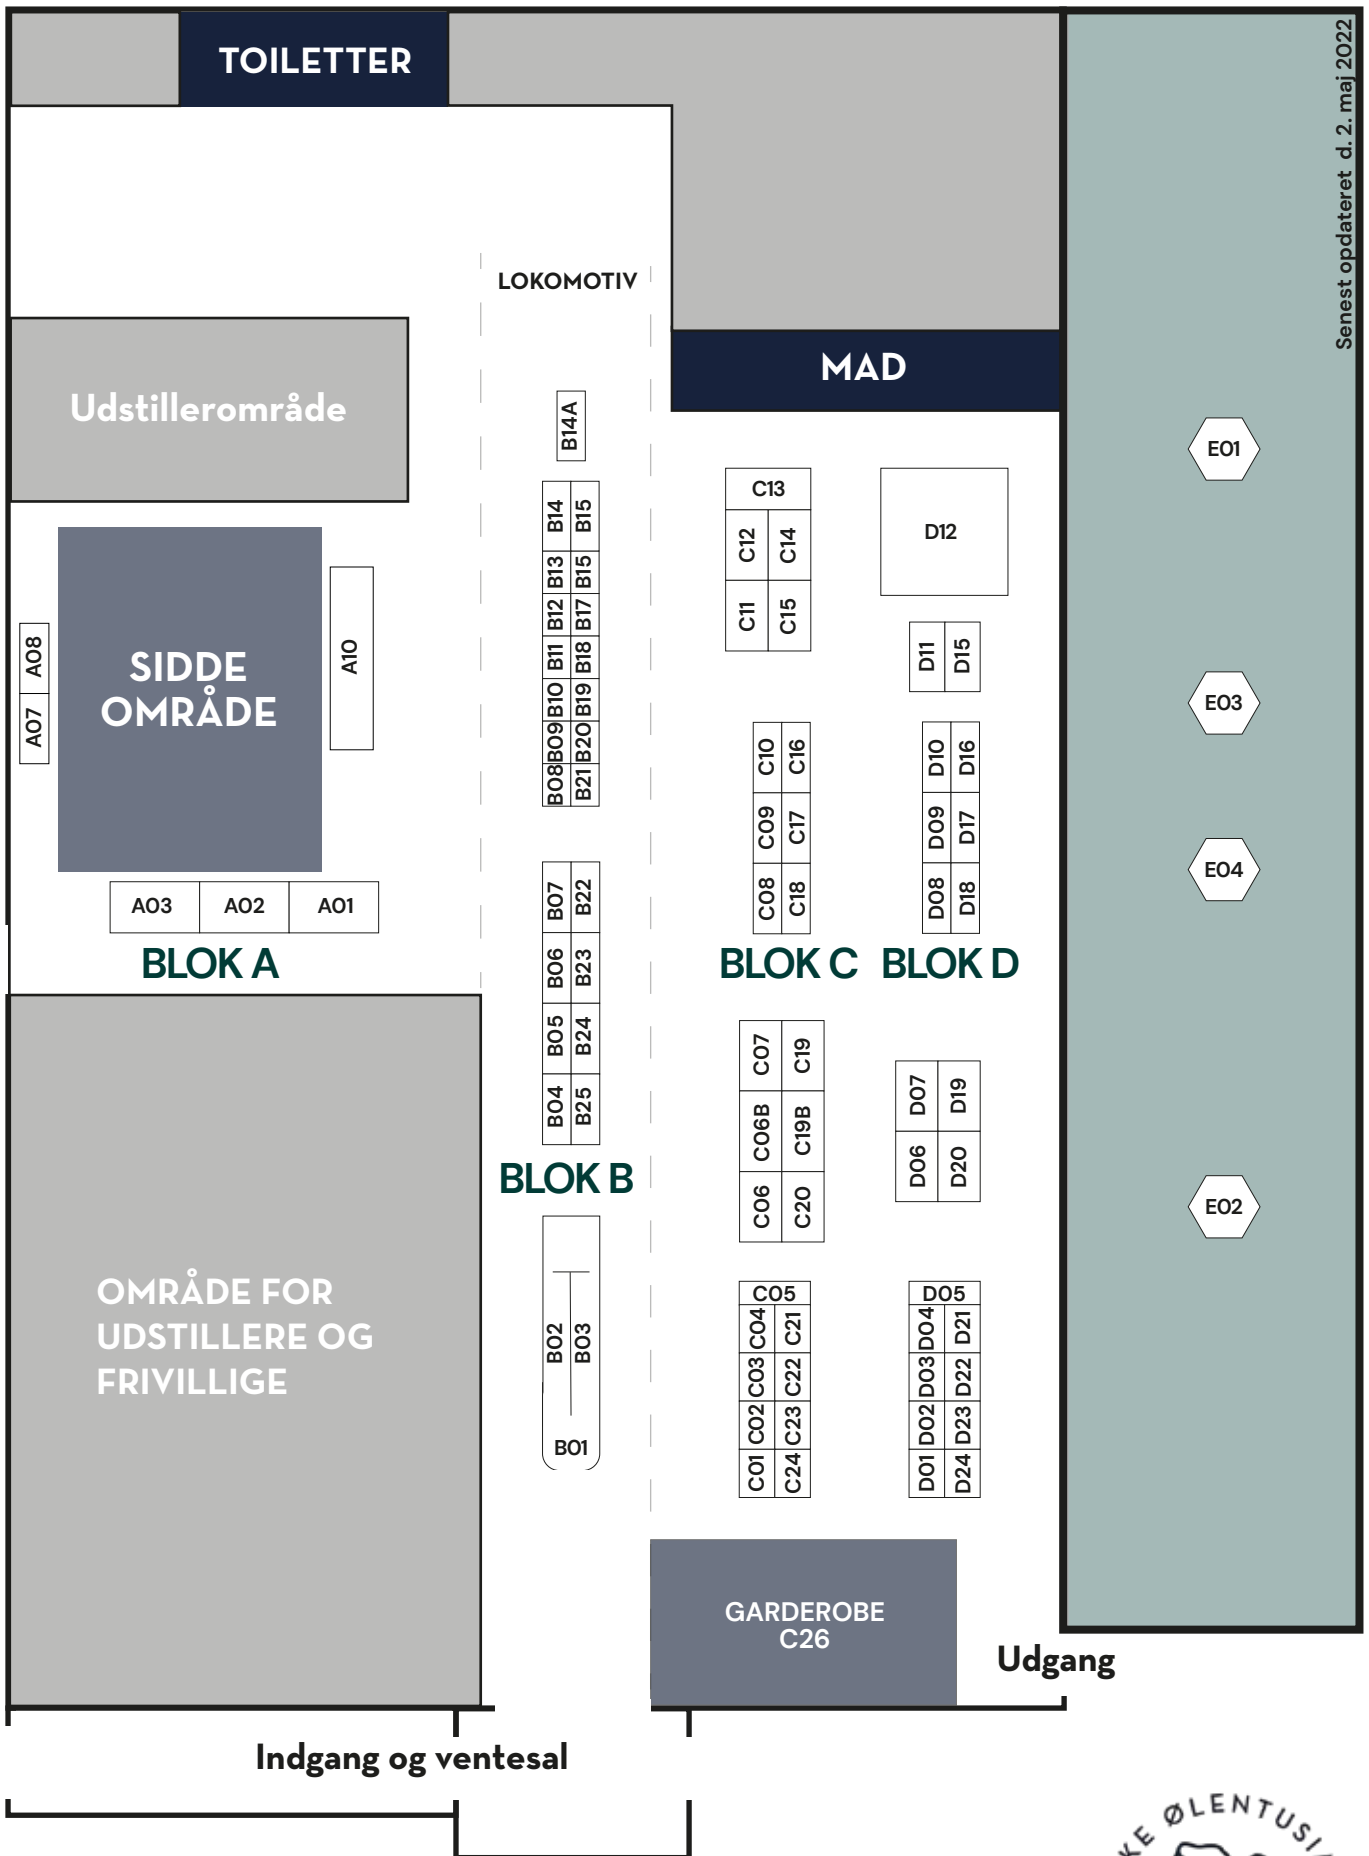 TOILETTER
Senest opdateret d. 2. maj 2022
LOKOMOTIV
MAD
Udstillerområde
B14A
E01
B14
B15
C13
C12
C14
D12
B13
B15
B12
B17
C11
C15
B11
B18
D11
D15
A08
A07
SIDDE
OMRÅDE
A10
B10
B19
E03
B09
B20
B08
B21
C10
C16
D10
D16
C09
C17
D09
D17
C08
C18
D08
D18
E04
B07
B22
A03
A02
A01
BLOK A
BLOK C
BLOK D
B06
B23
B05
B24
B04
B25
C07
C19
C06B
C19B
C06
C20
D07
D19
D06
D20
BLOK B
E02
OMRÅDE FOR
UDSTILLERE OG
FRIVILLIGE
B02
B03
B01
C05
C04
C21
C03
C22
C02
C23
C01
C24
D05
D04
D21
D03
D22
D02
D23
D01
D24
GARDEROBE
C26
Udgang
Indgang og ventesal